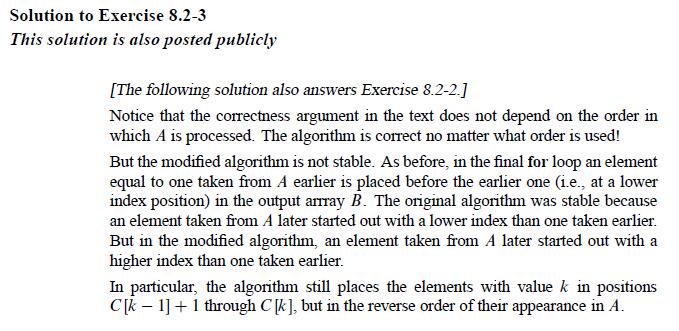 Solution to Exercise 8.2-3
This solution is also posted publicly
[The following solution also answers Exercise 8.2-2.]
Notice that the correctness argument in the text does not depend on the order in
which A is processed. The algorithm is correct no matter what order is used!
But the modified algorithm is not stable. As before, in the final for loop an element
equal to one taken from A earlier is placed before the earlier one (i.e., at a lower
index position) in the output arrray B. The original algorithm was stable because
an element taken from A later started out with a lower index than one taken earlier.
But in the modified algorithm, an element taken from A later started out with a
higher index than one taken earlier.
In particular, the algorithm still places the elements with value k in positions
C[k − 1] + 1 through C[k], but in the reverse order of their appearance in A.